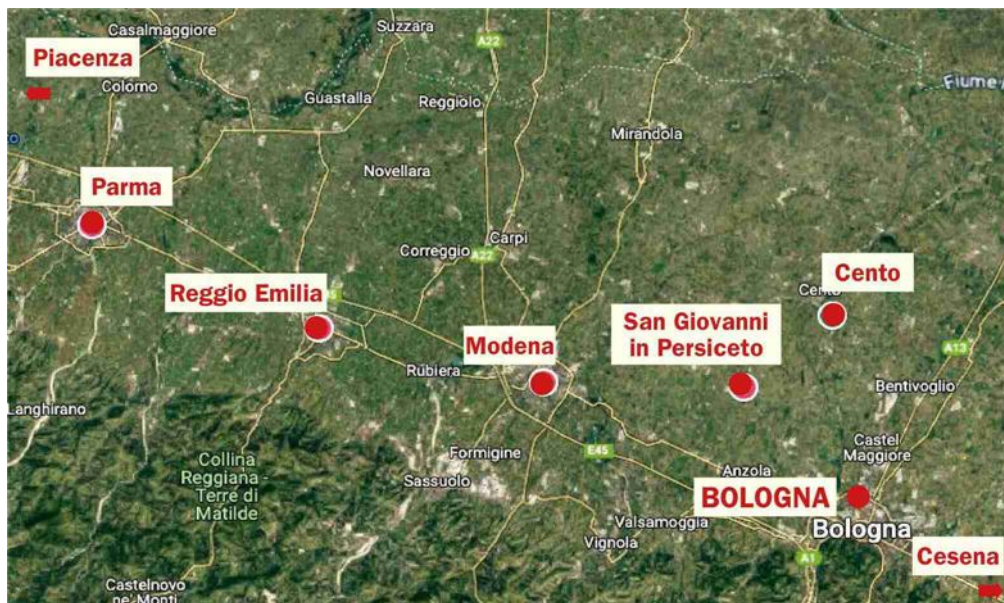 Casalmaggiore
Suzzara
A22
Piacenza
Colorno
Guastalla
Reggiolo
Fiume
Mirandola
Novellara
Parma
Carpi
Correggio
A22
Cento
Cento
Reggio Emilia
San Giovanni
in Persiceto
Modena
A13
Rubiera
Bentivoglio
Langhirano
Castel
Maggiore
Formigine
E45
Collina
Reggiana -
Terre di
Matilde
Sassuolo
Anzola
BOLOGNA
Valsamoggia
Bologna
Vignola
A1
Cesena
Castelnovo
ne' Monti